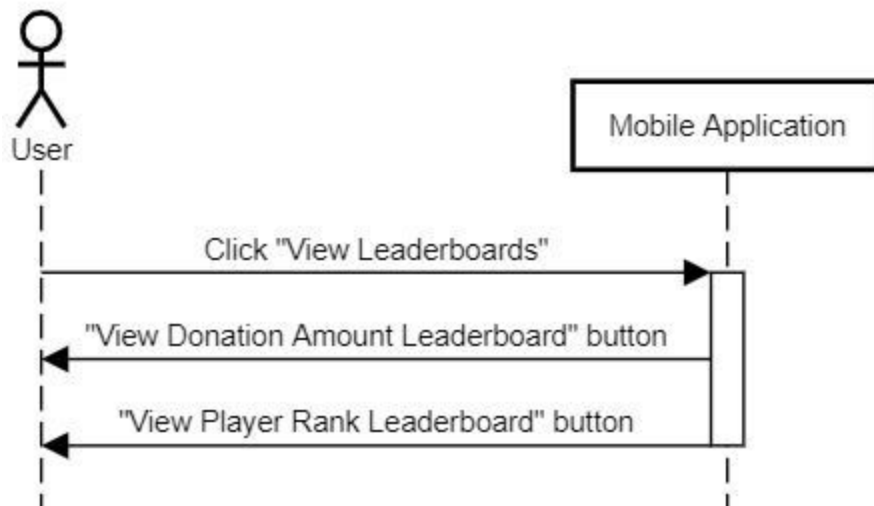 User
Mobile Application
Click "View Leaderboards"
"View Donation Amount Leaderboard" button
"View Player Rank Leaderboard" button